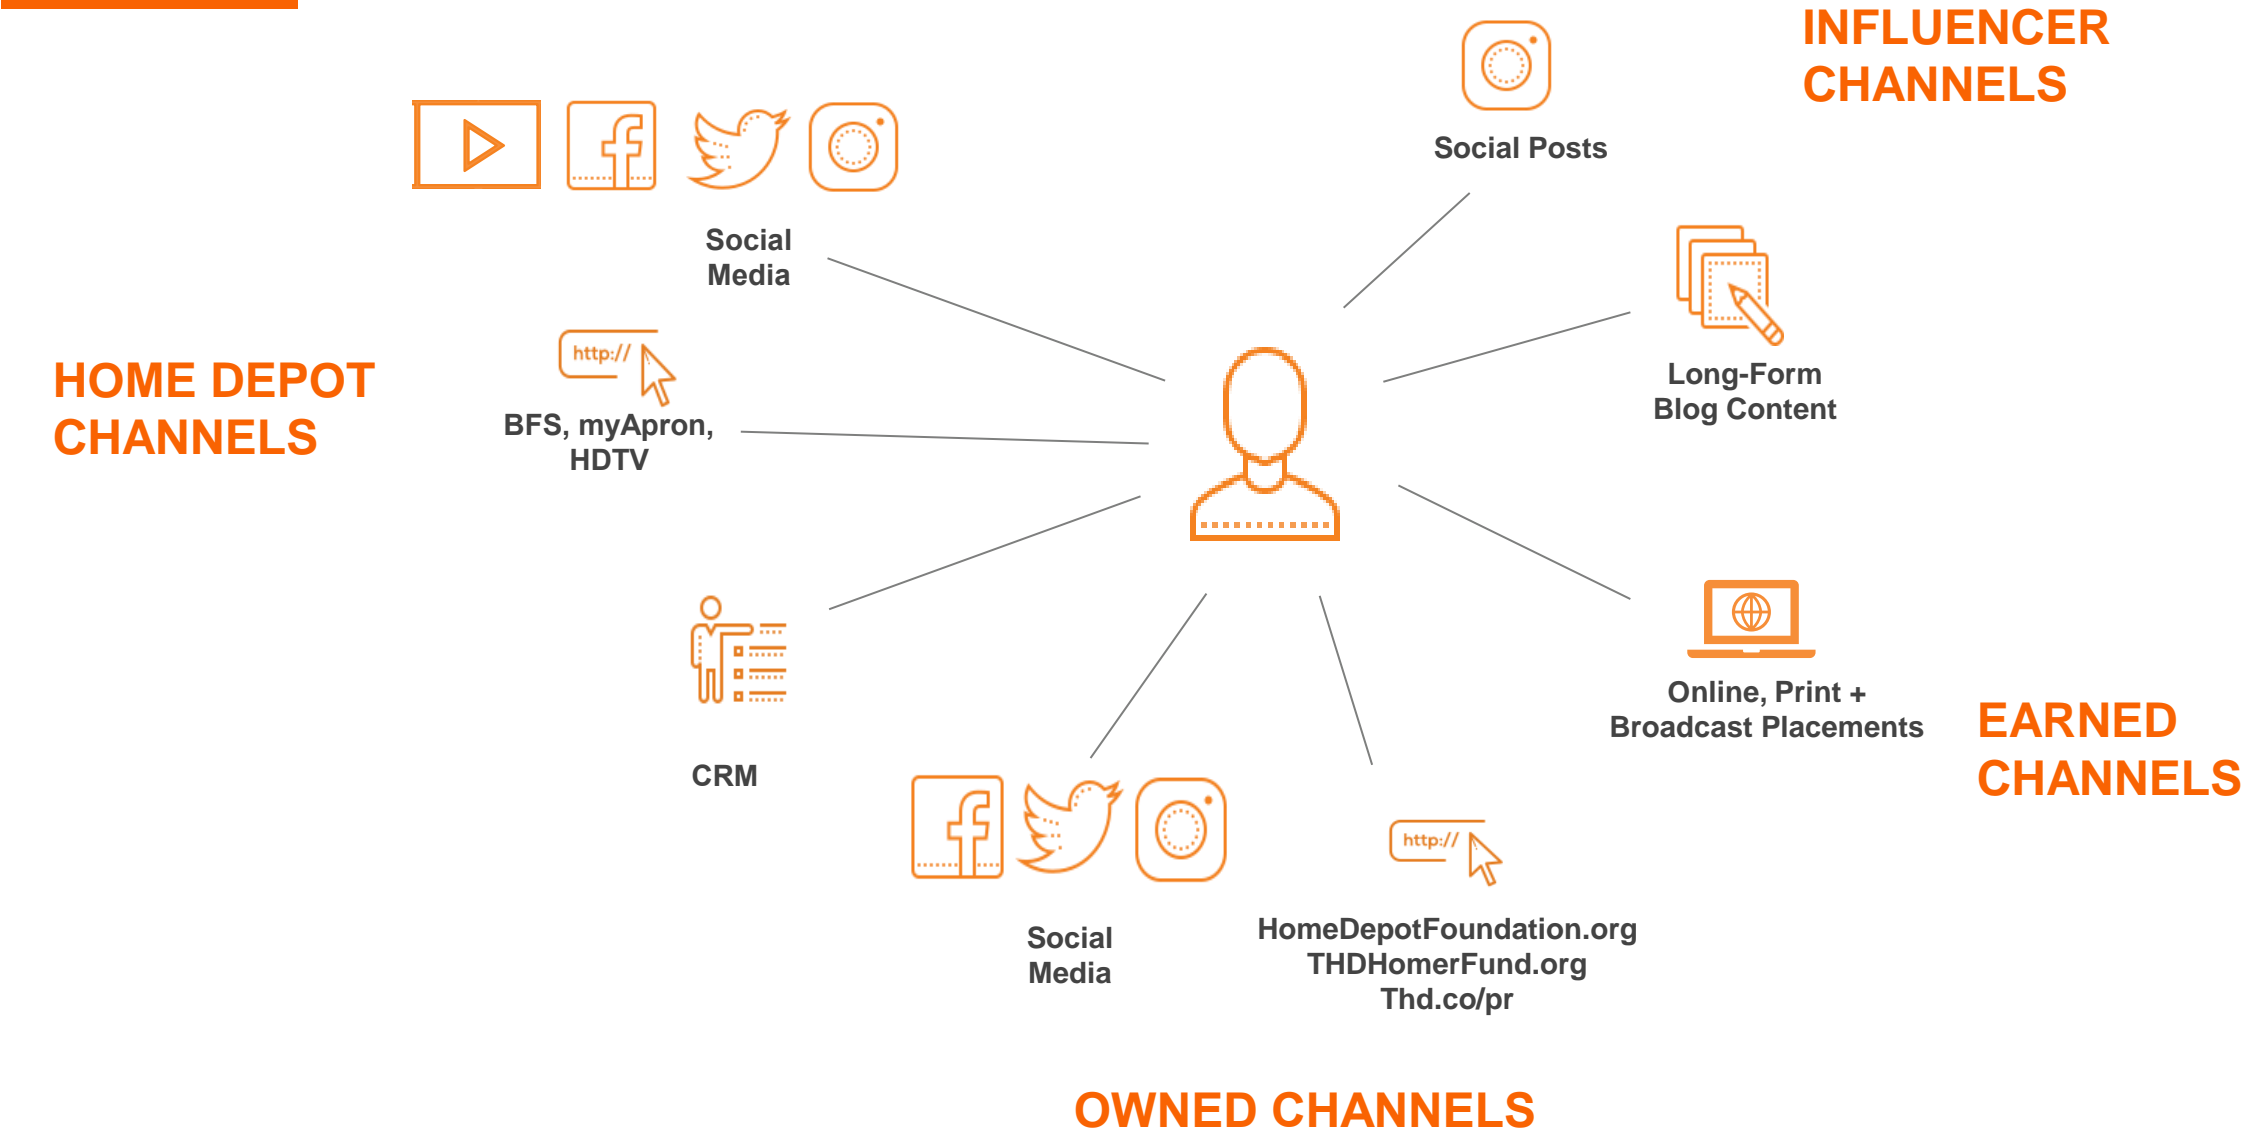 INFLUENCER
CHANNELS
Social Posts
Social
Media
Long-Form
Blog Content
http://
BFS, myApron,
HDTV
HOME DEPOT
CHANNELS
Online, Print +
Broadcast Placements
EARNED
CHANNELS
CRM
Social
Media
http://
HomeDepotFoundation.org
THDHomerFund.org
Thd.co/pr
OWNED CHANNELS